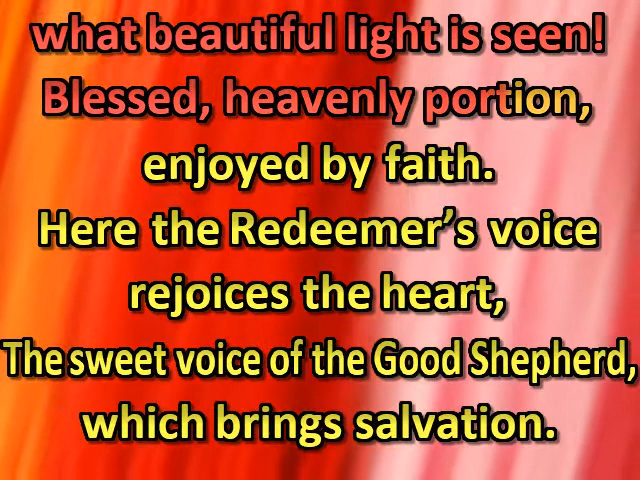 what beautiful light is seen!
Blessed, heavenly portion,
enjoyed by faith.
Here the Redeemer’s voice
rejoices the heart,
The sweet voice of the Good Shepherd,
which brings salvation.